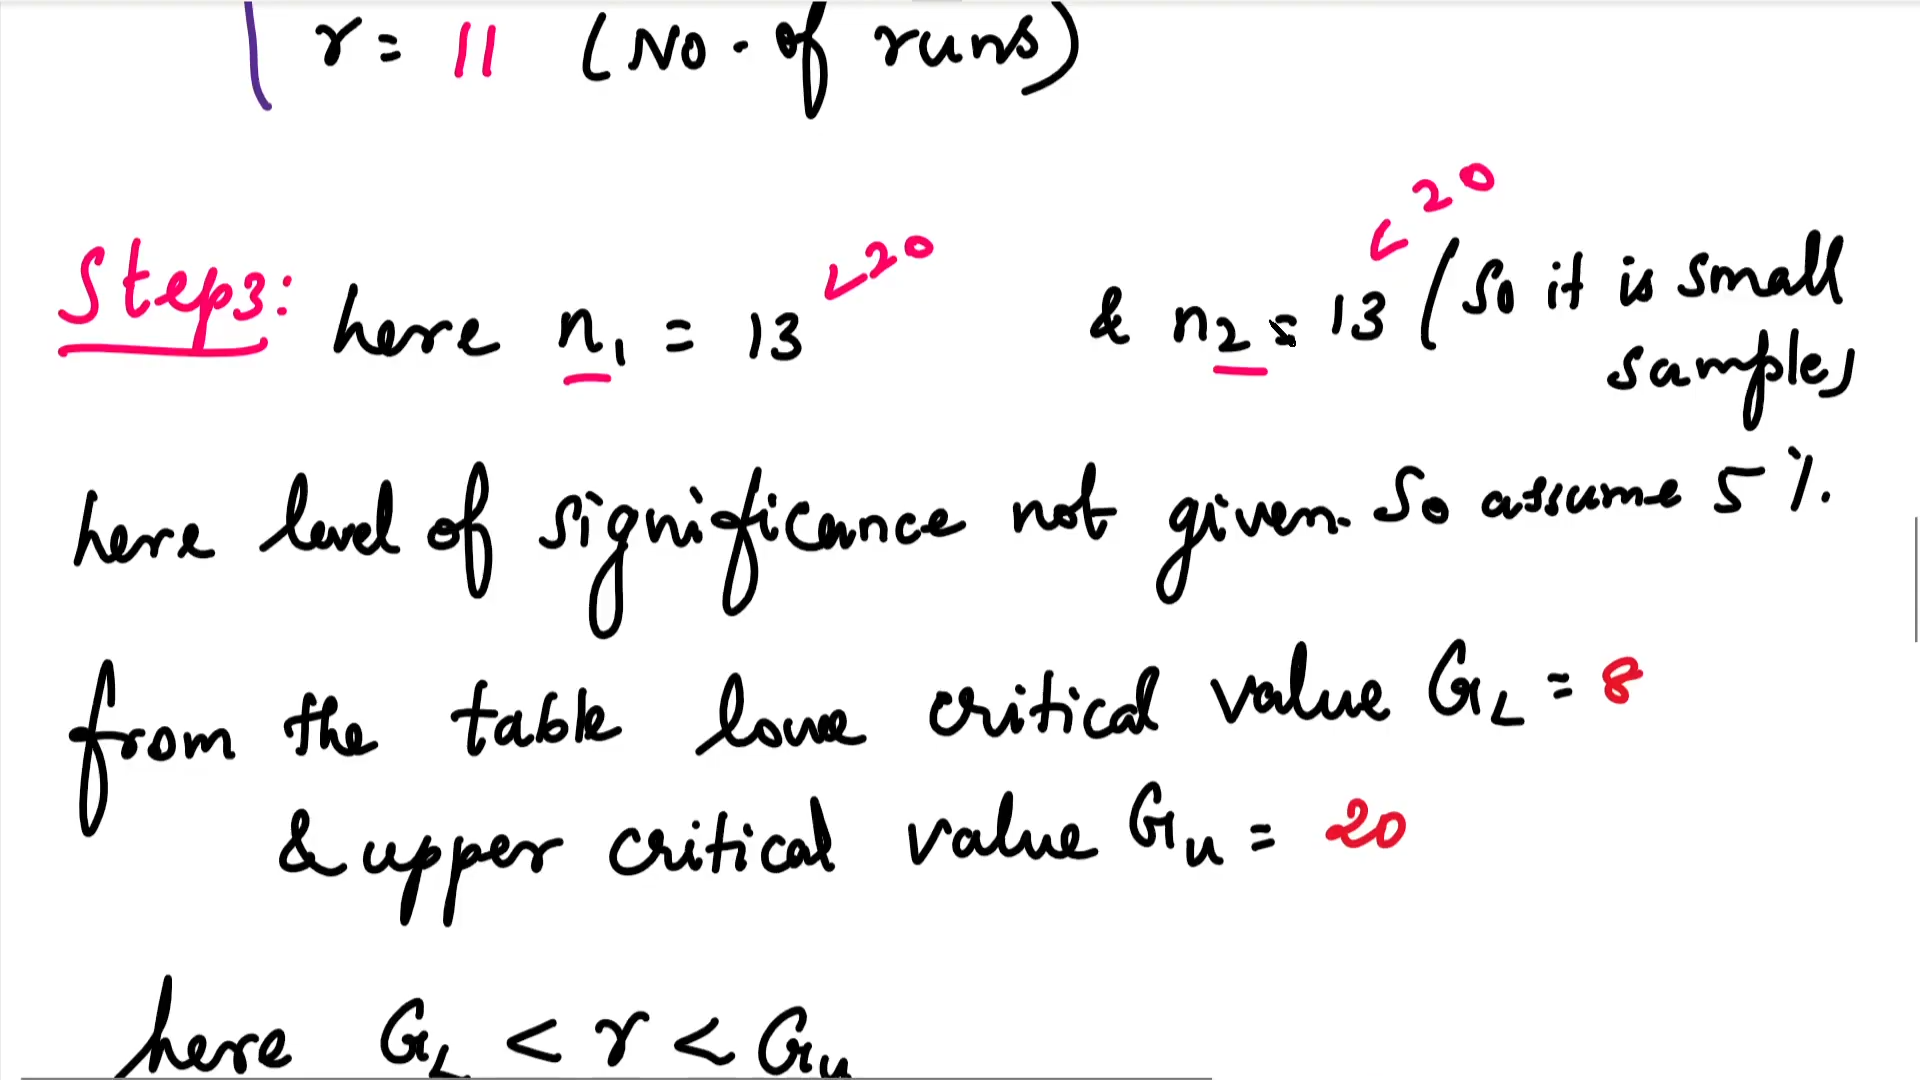 r = 11 (No. of runs)
Step3: here n1 = 13 <20 & n2 = 13 <20 (So it is small
samples
here level of significance not given. So assume 5%.
from the table lowe critical value GL = 8
& upper critical value Gu = 20
here GL < r < Gu